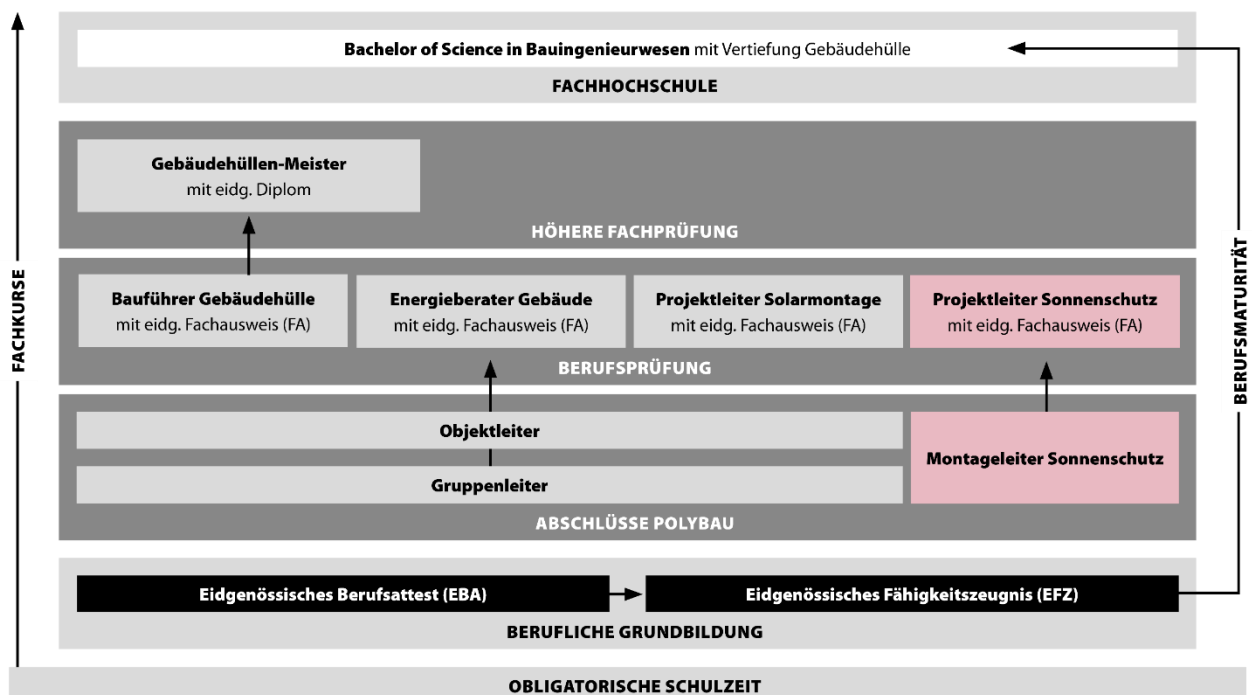 Bachelor of Science in Bauingenieurwesen mit Vertiefung Gebäudehülle
FACHHOCHSCHULE
Gebäudehüllen-Meister
mit eidg. Diplom
HÖHERE FACHPRÜFUNG
Bauführer Gebäudehülle
mit eidg. Fachausweis (FA)
Energieberater Gebäude
mit eidg. Fachausweis (FA)
Projektleiter Solarmontage
mit eidg. Fachausweis (FA)
Projektleiter Sonnenschutz
mit eidg. Fachausweis (FA)
BERUFSPRÜFUNG
Objektleiter
Gruppenleiter
Montageleiter Sonnenschutz
ABSCHLÜSSE POLYBAU
Eidgenössisches Berufsattest (EBA)
Eidgenössisches Fähigkeitszeugnis (EFZ)
BERUFLICHE GRUNDBILDUNG
OBLIGATORISCHE SCHULZEIT
FACHKURSE
BERUFSMATURITÄT